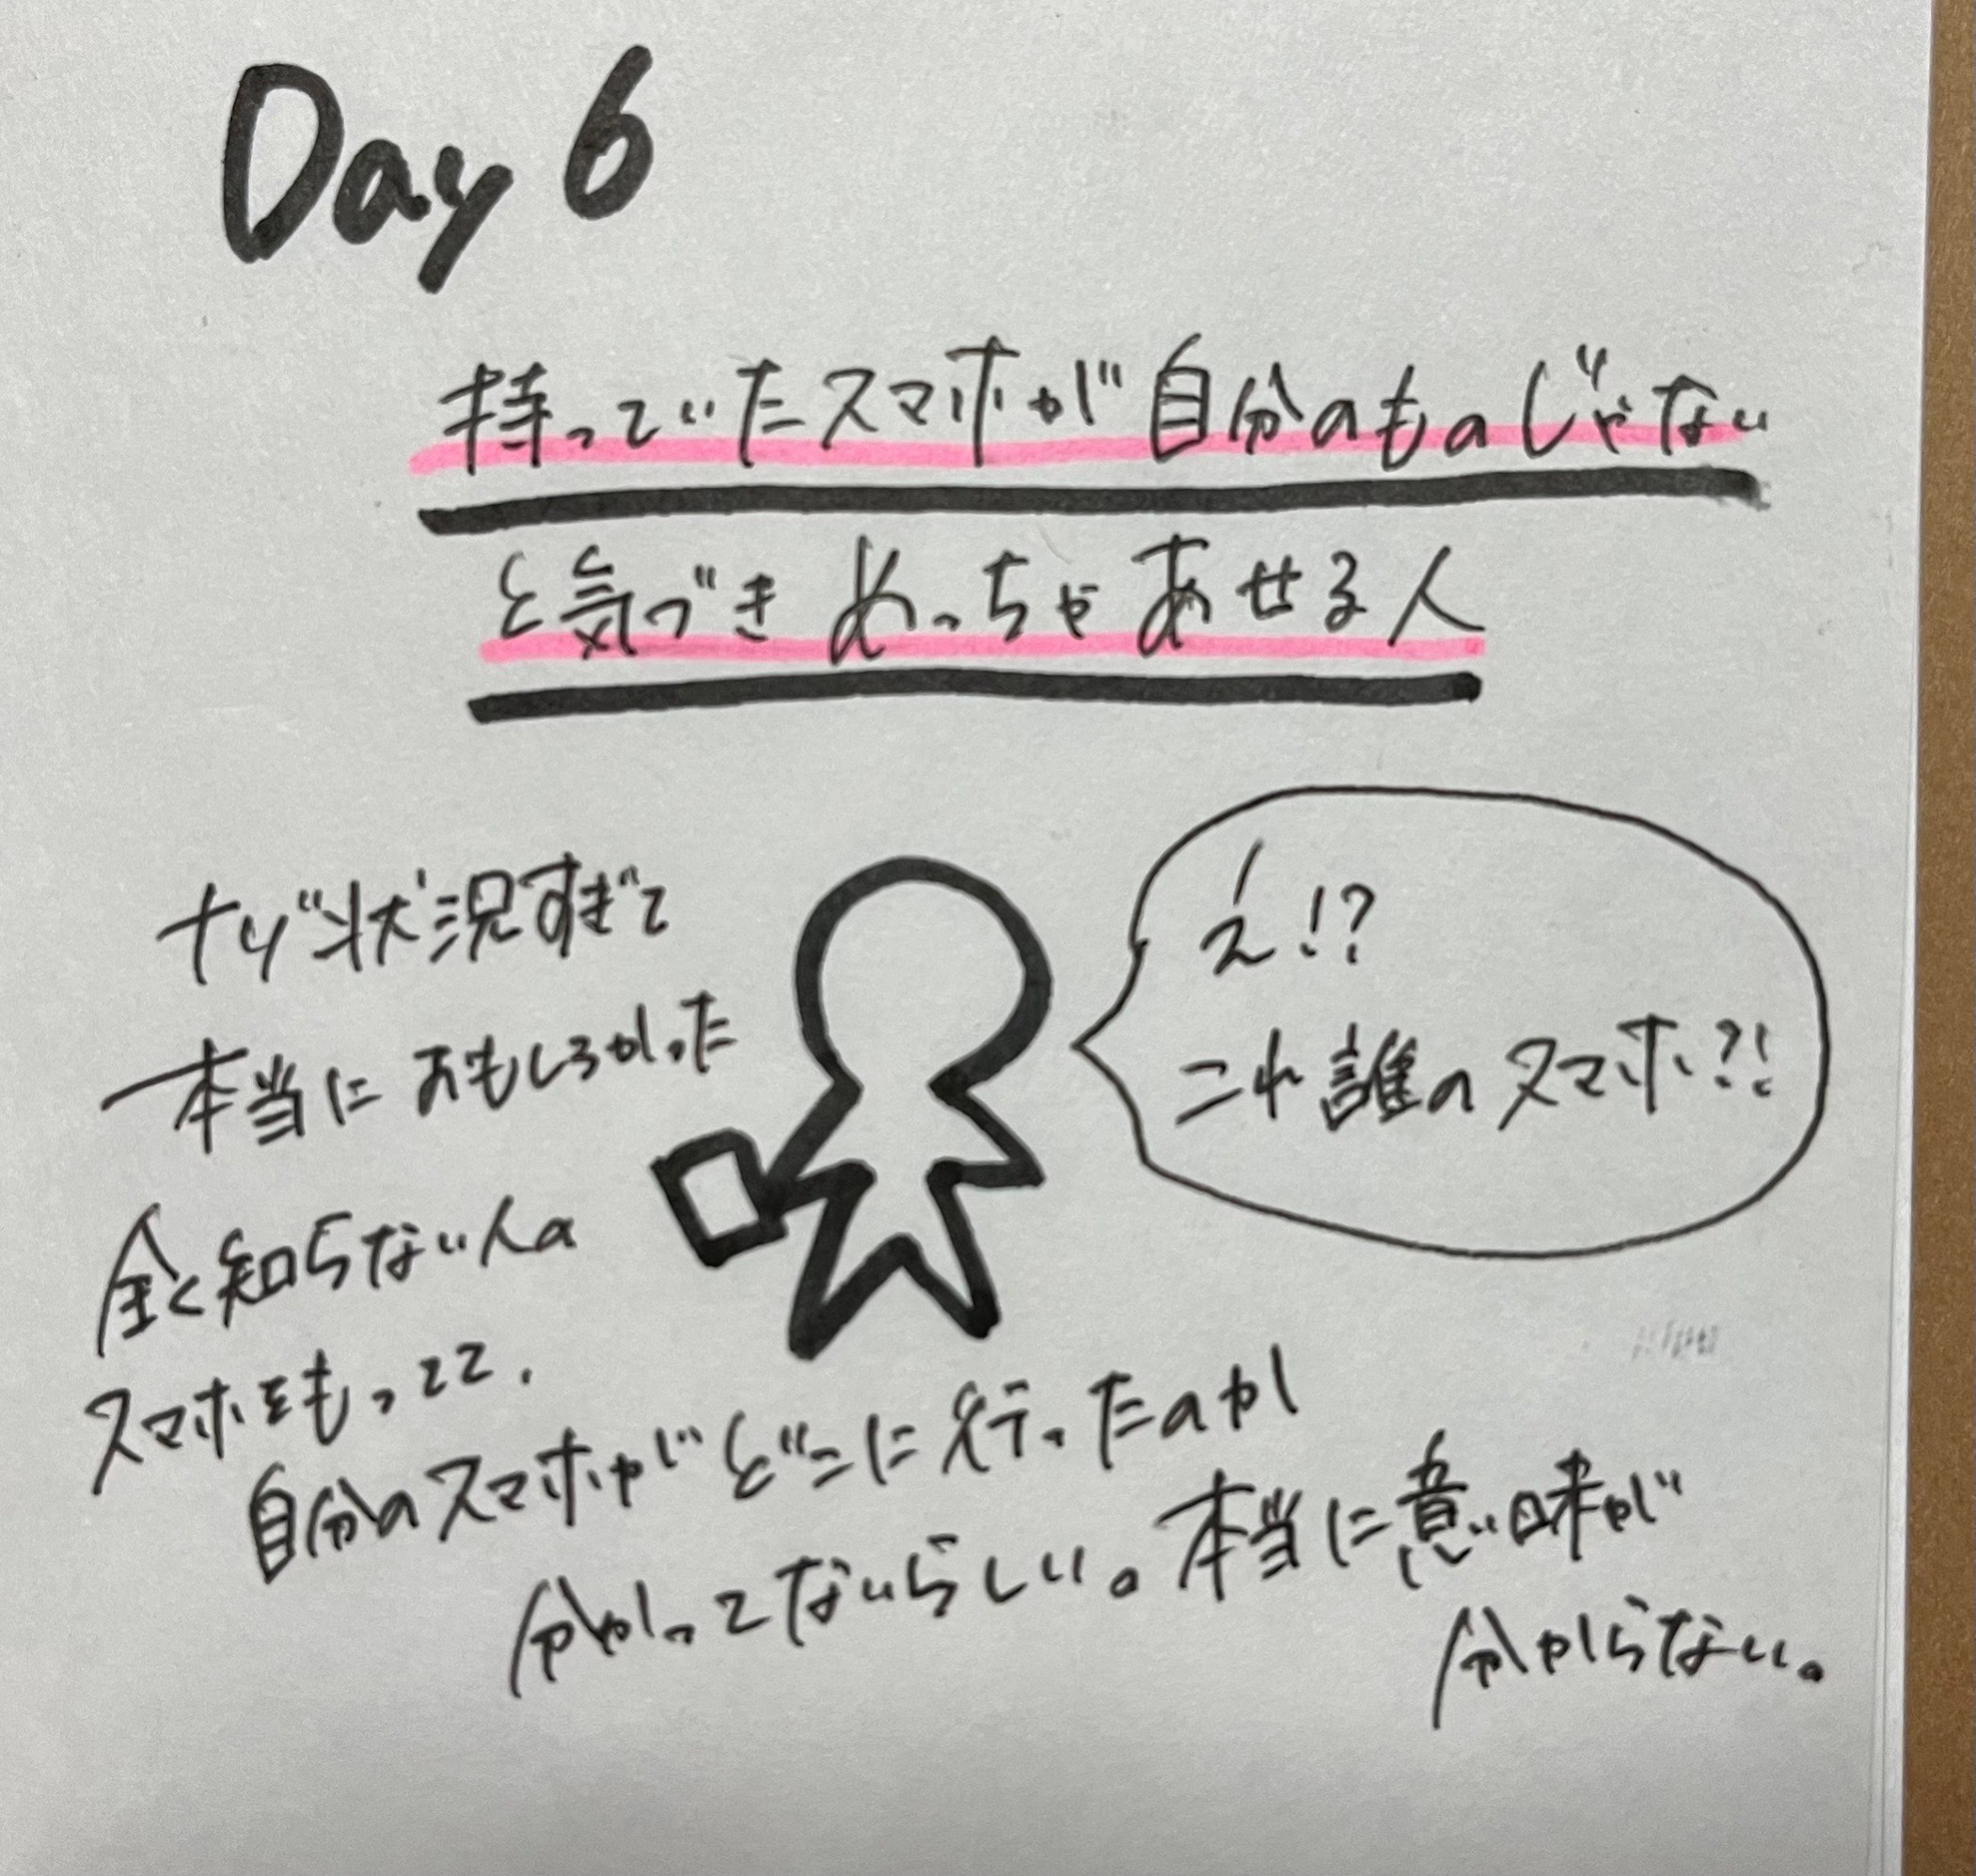 Day 6
持っていたスマホが自分のものじゃない
と気づきめっちゃあせる人
ナゾ状況すぎて
本当におもしろかった
全く知らない人の
スマホをもってて、
自分のスマホがどこに行ったのか
分かってないらしい。本当に意味が
分からない。
え!?
これ誰のスマホ?!